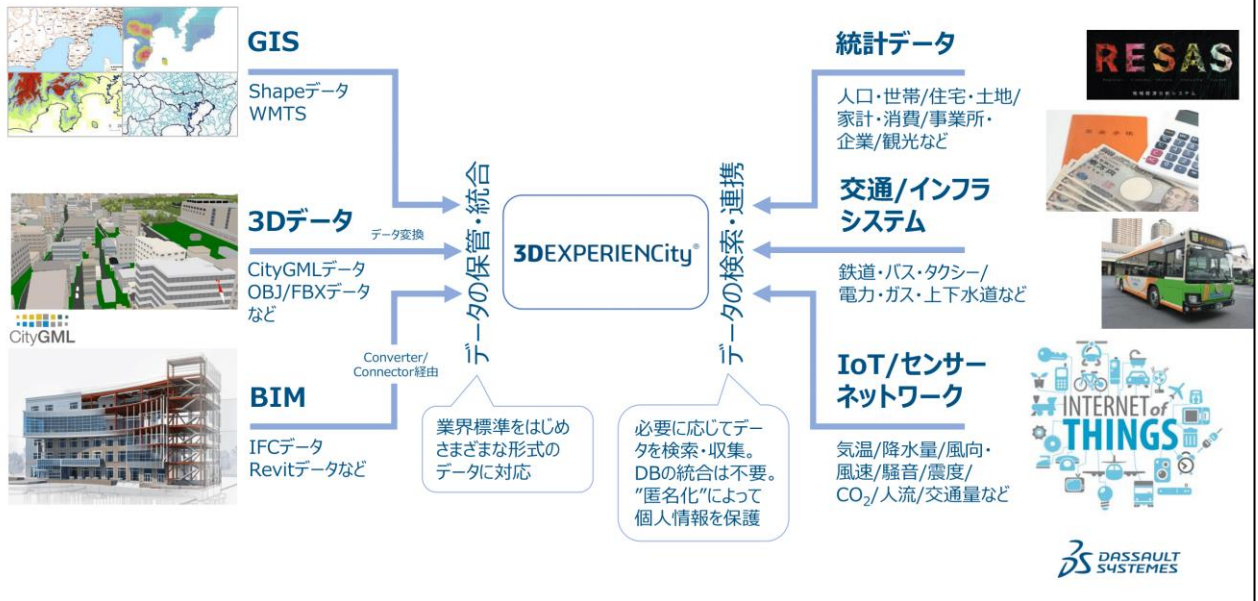 GIS
Shapeデータ
WMTS
3Dデータ
データ変換
CityGMLデータ
OBJ/FBXデータ
など
CityGML
Converter/
Connector経由
BIM
IFCデータ
Revitデータなど
データの保管・統合
業界標準をはじめ
さまざまな形式の
データに対応
3DEXPERIENCity®
データの検索・連携
必要に応じてデー
タを検索・収集。
DBの統合は不要。
”匿名化”によって
個人情報を保護
統計データ
人口・世帯/住宅・土地/
家計・消費/事業所・
企業/観光など
RESAS
地域経済分析システム
交通/インフラ
システム
鉄道・バス・タクシー/
電力・ガス・上下水道など
IoT/センサー
ネットワーク
気温/降水量/風向・
風速/騒音/震度/
CO₂/人流/交通量など
INTERNET of
THINGS
DASSAULT
SYSTEMES